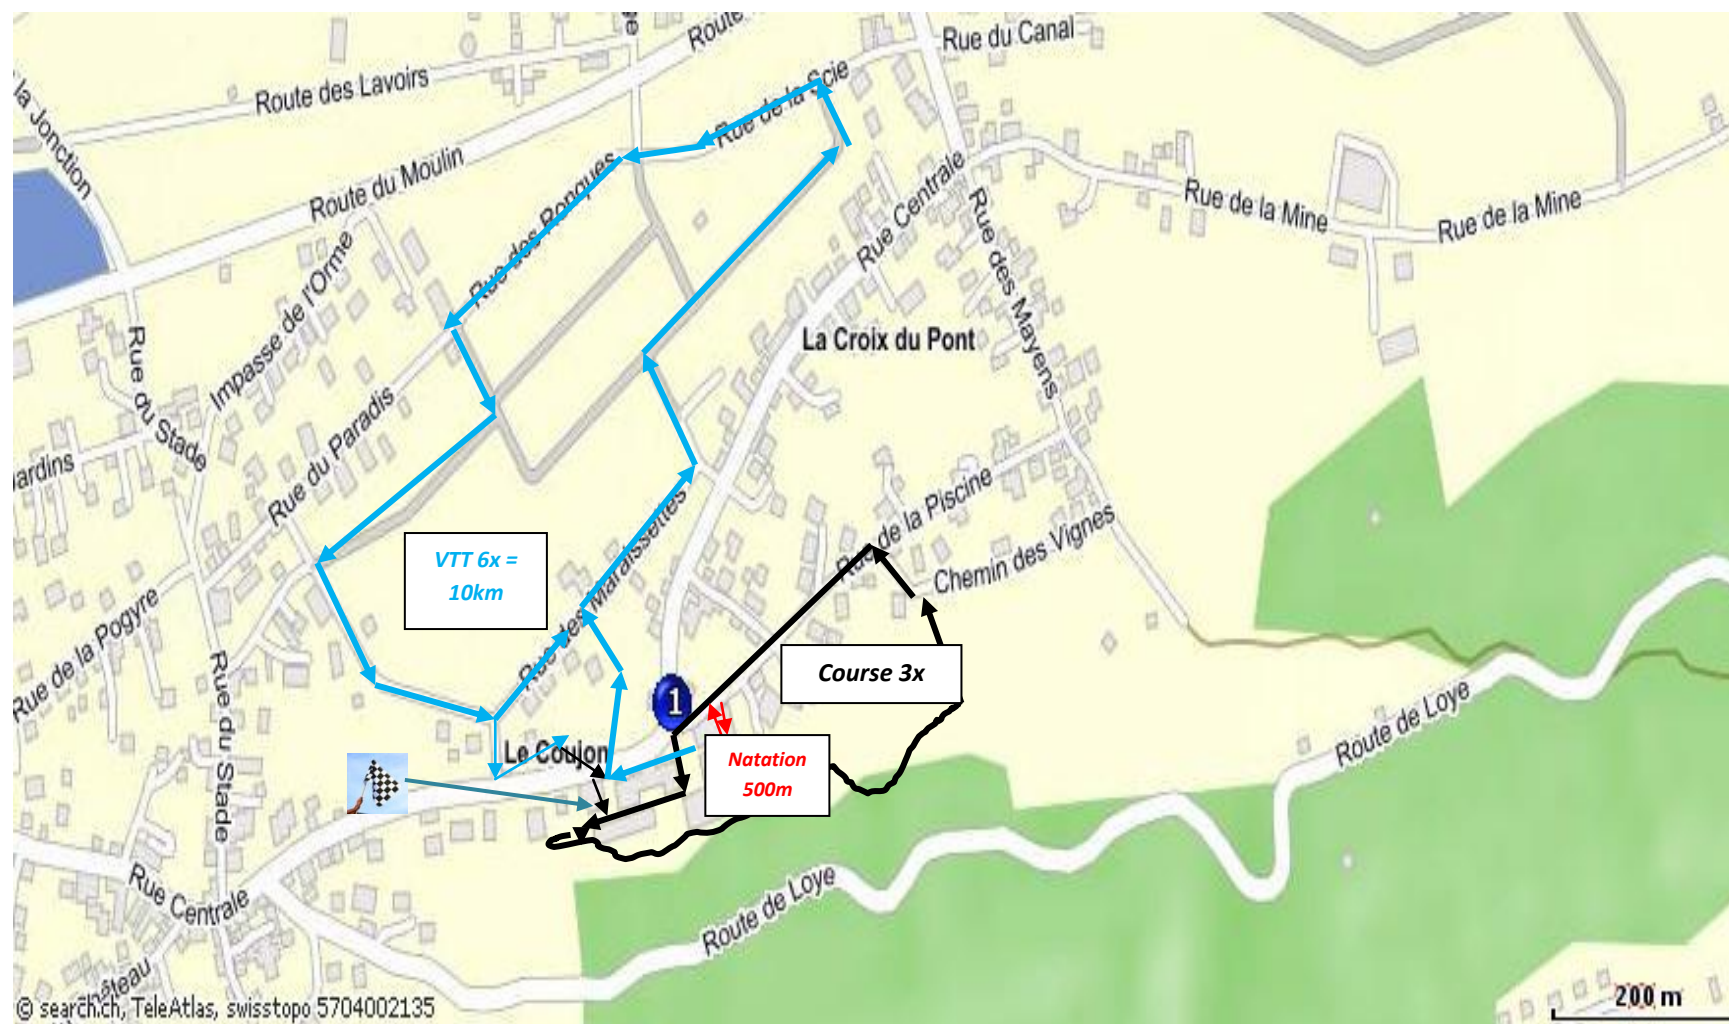 Route
Rue du Canal
Route des Lavoirs
Rue de la Scie
la Jonction
Route du Moulin
Rue des Ronques
Rue Centrale
Rue de la Mine
Rue de la Mine
Impasse de l'Orme
Rue des Mayens
La Croix du Pont
Rue du Stade
Rue du Paradis
ardins
Rue de la Piscine
Rue des Maraissettes
Chemin des Vignes
VTT 6x =
10km
Rue de la Pogyre
Course 3x
1
Rue du Stade
Le Coujon
Natation
500m
Route de Loye
Rue Centrale
Route de Loye
hâteau
200 m
© search.ch, TeleAtlas, swisstopo 5704002135